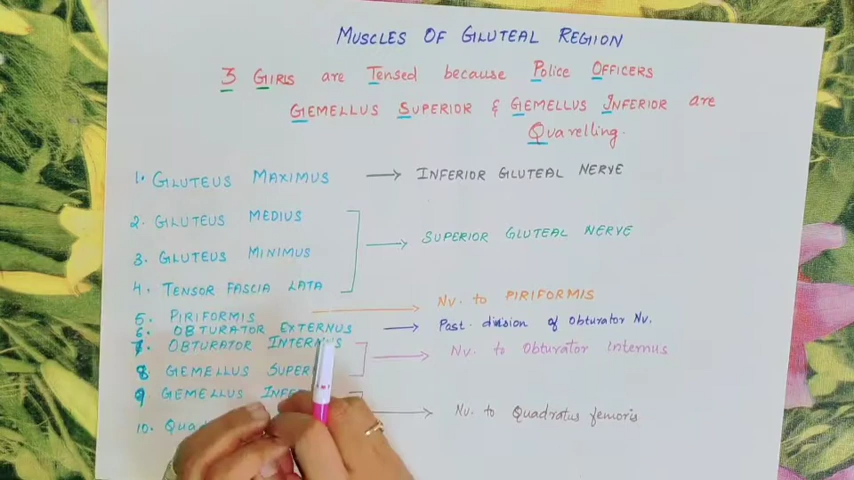 MUSCLES OF GLUTEAL REGION
3 GIRLS are Tensed because Police OFFICERS
GEMELLUS SUPERIOR & GEMELLUS INFERIOR are
Quarelling.
1. GLUTEUS MAXIMUS → INFERIOR GLUTEAL NERVE
2. GLUTEUS MEDIUS
SUPERIOR GLUTEAL NERVE
3. GLUTEUS MINIMUS
4. TENSOR FASCIA LATA
5. PIRIFORMIS → Nv. to PIRIFORMIS
6. OBTURATOR EXTERNUS → Post. division of Obturator Nv.
7. OBTURATOR INTERNUS → Nv. to Obturator Internus
8 GEMELLUS
9 GEMELLUS
10. → Nv. to Quadratus femoris